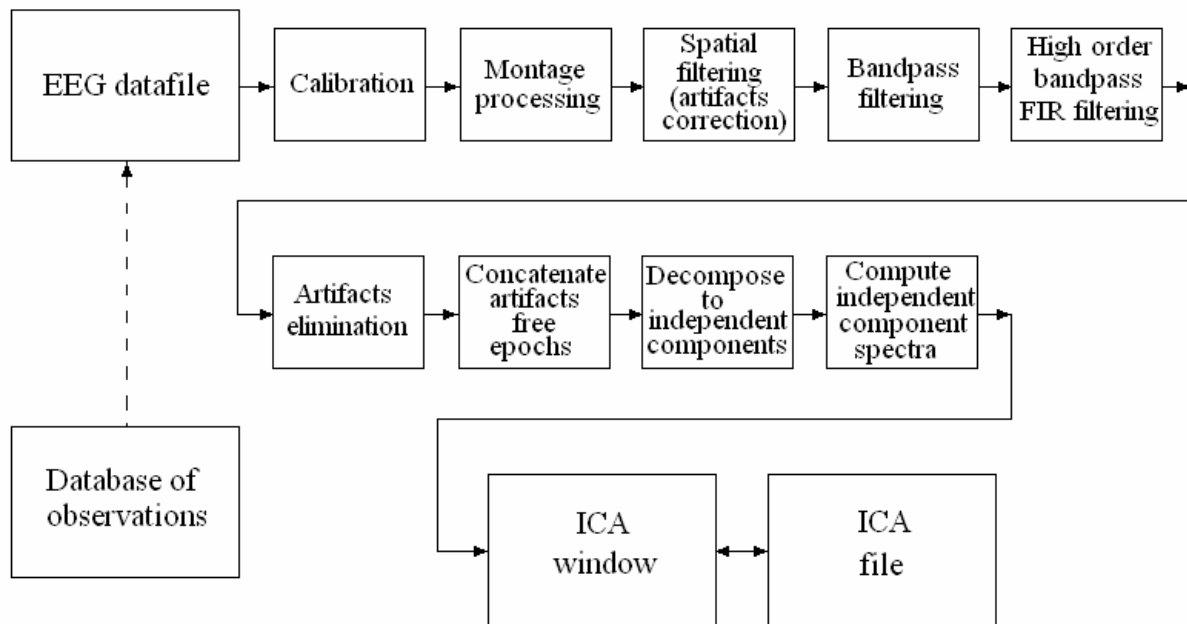 EEG datafile
Calibration
Montage
processing
Spatial
filtering
(artifacts
correction)
Bandpass
filtering
High order
bandpass
FIR filtering
Artifacts
elimination
Concatenate
artifacts
free
epochs
Decompose
to
independent
components
Compute
independent
component
spectra
Database of
observations
ICA
window
ICA
file